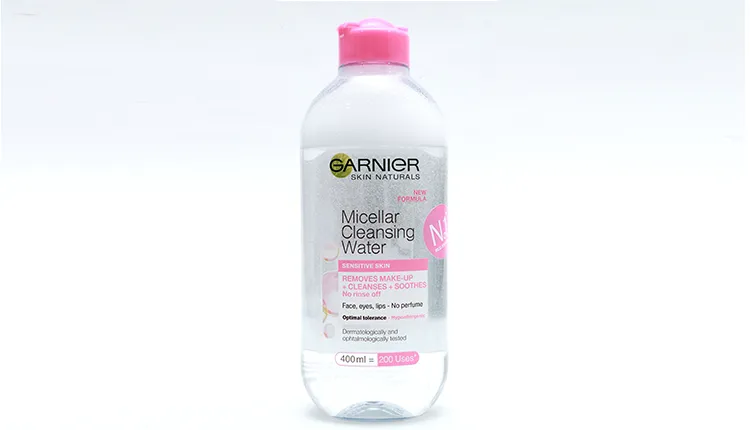 GARNIER
SKIN NATURALS
NEW
FORMULA
Micellar
Cleansing
Water
SENSITIVE SKIN
REMOVES MAKE-UP
+ CLEANSES + SOOTHES
No rinse off
Face, eyes, lips - No perfume
Optimal tolerance - Hypoallergenic
Dermatologically and
ophtalmologically tested
400ml = 200 Uses*